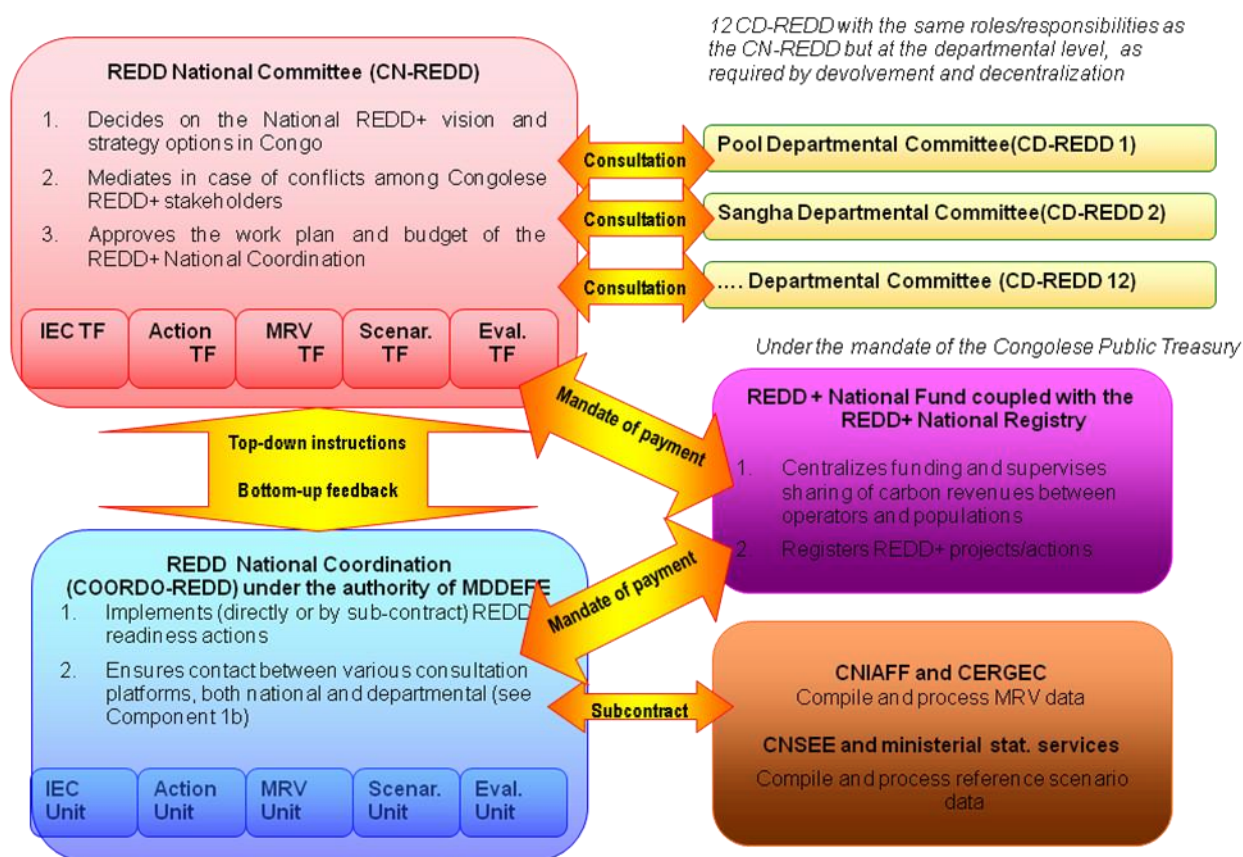 12 CD-REDD with the same roles/responsibilities as
the CN-REDD but at the departmental level, as
required by devolvement and decentralization
REDD National Committee (CN-REDD)
1. Decides on the National REDD+ vision and
strategy options in Congo
2. Mediates in case of conflicts among Congolese
REDD+ stakeholders
3. Approves the work plan and budget of the
REDD+ National Coordination
IEC TF
Action
TF
MRV
TF
Scenar.
TF
Eval.
TF
Consultation
Pool Departmental Committee(CD-REDD 1)
Consultation
Sangha Departmental Committee(CD-REDD 2)
Consultation
.... Departmental Committee (CD-REDD 12)
Under the mandate of the Congolese Public Treasury
Mandate of payment
REDD + National Fund coupled with the
REDD+ National Registry
1. Centralizes funding and supervises
sharing of carbon revenues between
operators and populations
2. Registers REDD+ projects/actions
Top-down instructions
Bottom-up feedback
Mandate of payment
REDD National Coordination
(COORDO-REDD) under the authority of MDDEFE
1. Implements (directly or by sub-contract) REDD
readiness actions
2. Ensures contact between various consultation
platforms, both national and departmental (see
Component 1b)
IEC
Unit
Action
Unit
MRV
Unit
Scenar.
Unit
Eval.
Unit
Subcontract
CNIAFF and CERGEC
Compile and process MRV data
CNSEE and ministerial stat. services
Compile and process reference scenario
data